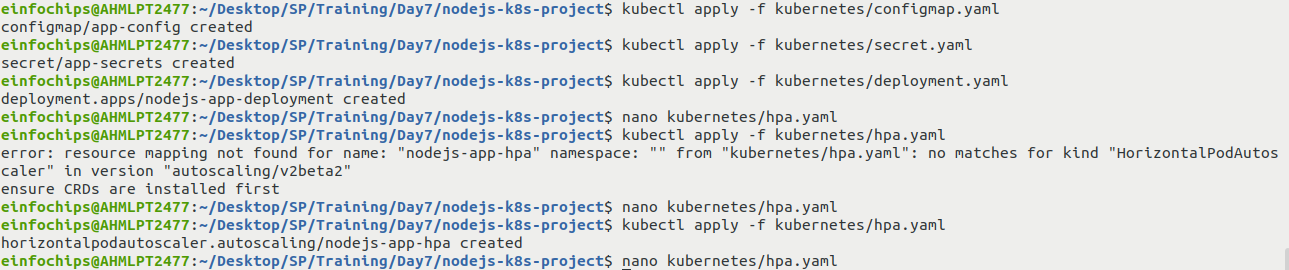 einfochips@AHMLPT2477:~/Desktop/SP/Training/Day7/nodejs-k8s-project$ kubectl apply -f kubernetes/configmap.yaml
configmap/app-config created
einfochips@AHMLPT2477:~/Desktop/SP/Training/Day7/nodejs-k8s-project$ kubectl apply -f kubernetes/secret.yaml
secret/app-secrets created
einfochips@AHMLPT2477:~/Desktop/SP/Training/Day7/nodejs-k8s-project$ kubectl apply -f kubernetes/deployment.yaml
deployment.apps/nodejs-app-deployment created
einfochips@AHMLPT2477:~/Desktop/SP/Training/Day7/nodejs-k8s-project$ nano kubernetes/hpa.yaml
einfochips@AHMLPT2477:~/Desktop/SP/Training/Day7/nodejs-k8s-project$ kubectl apply -f kubernetes/hpa.yaml
error: resource mapping not found for name: "nodejs-app-hpa" namespace: "" from "kubernetes/hpa.yaml": no matches for kind "HorizontalPodAutos
caler" in version "autoscaling/v2beta2"
ensure CRDs are installed first
einfochips@AHMLPT2477:~/Desktop/SP/Training/Day7/nodejs-k8s-project$ nano kubernetes/hpa.yaml
einfochips@AHMLPT2477:~/Desktop/SP/Training/Day7/nodejs-k8s-project$ kubectl apply -f kubernetes/hpa.yaml
horizontalpodautoscaler.autoscaling/nodejs-app-hpa created
einfochips@AHMLPT2477:~/Desktop/SP/Training/Day7/nodejs-k8s-project$ nano kubernetes/hpa.yaml